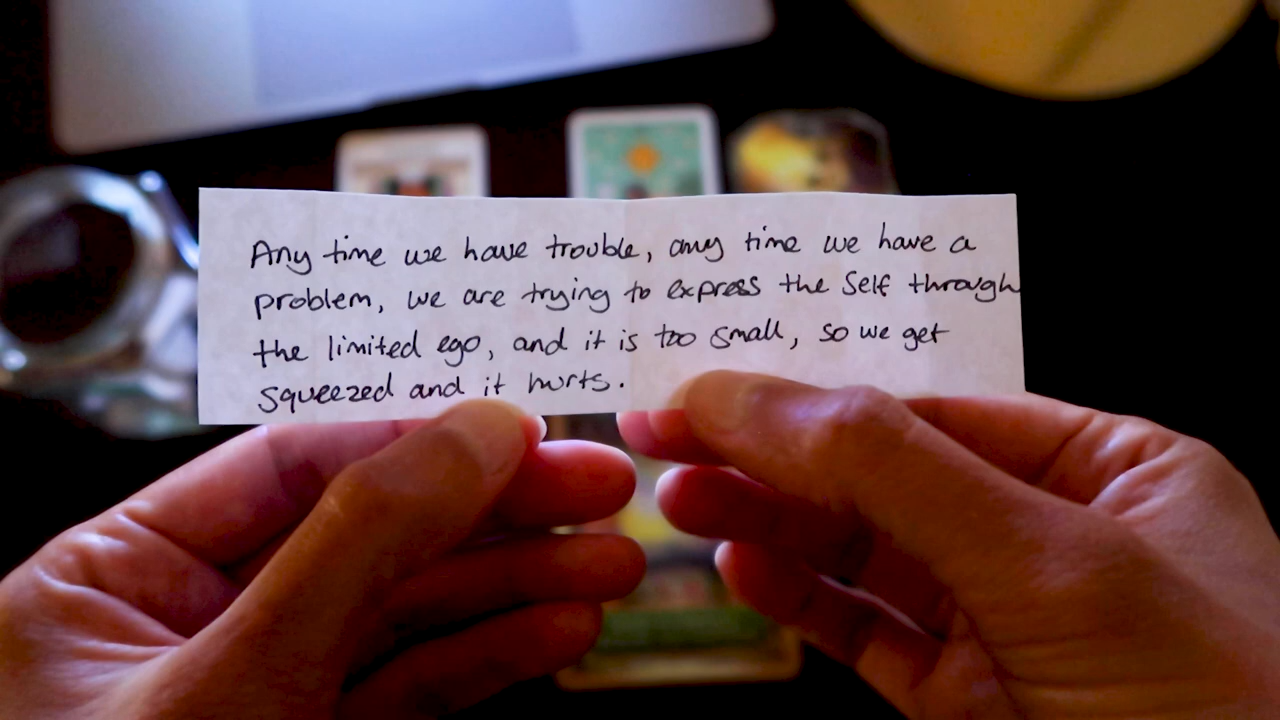 Any time we have trouble, any time we have a
problem, we are trying to express the Self through
the limited ego, and it is too small, so we get
squeezed and it hurts.